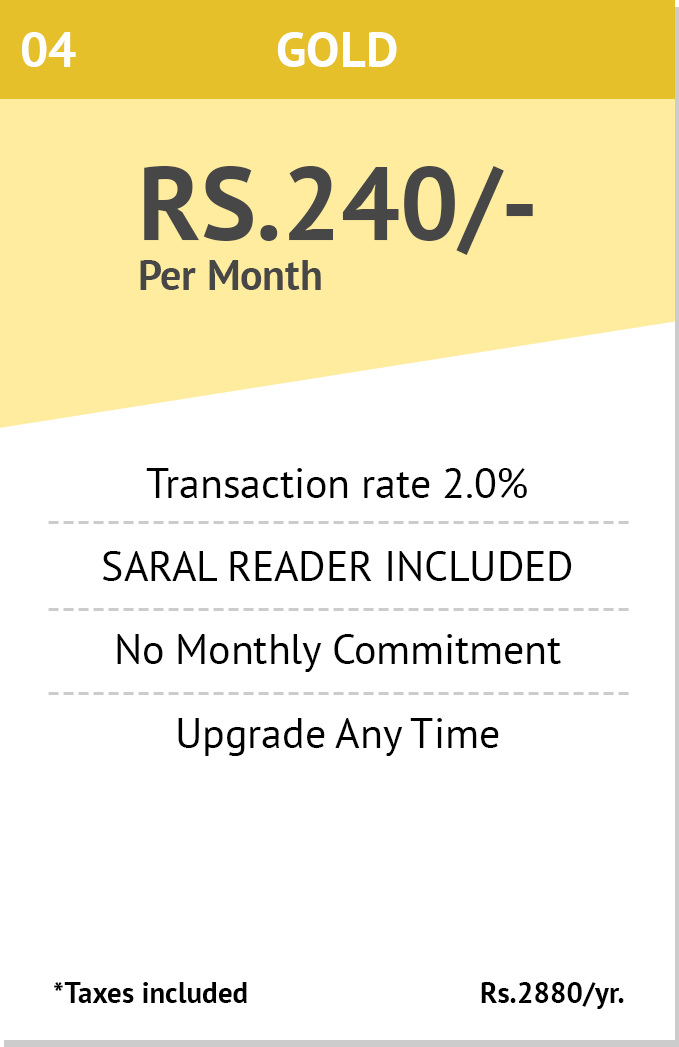 04 GOLD
RS.240/-
Per Month
Transaction rate 2.0%
SARAL READER INCLUDED
No Monthly Commitment
Upgrade Any Time
*Taxes included Rs.2880/yr.